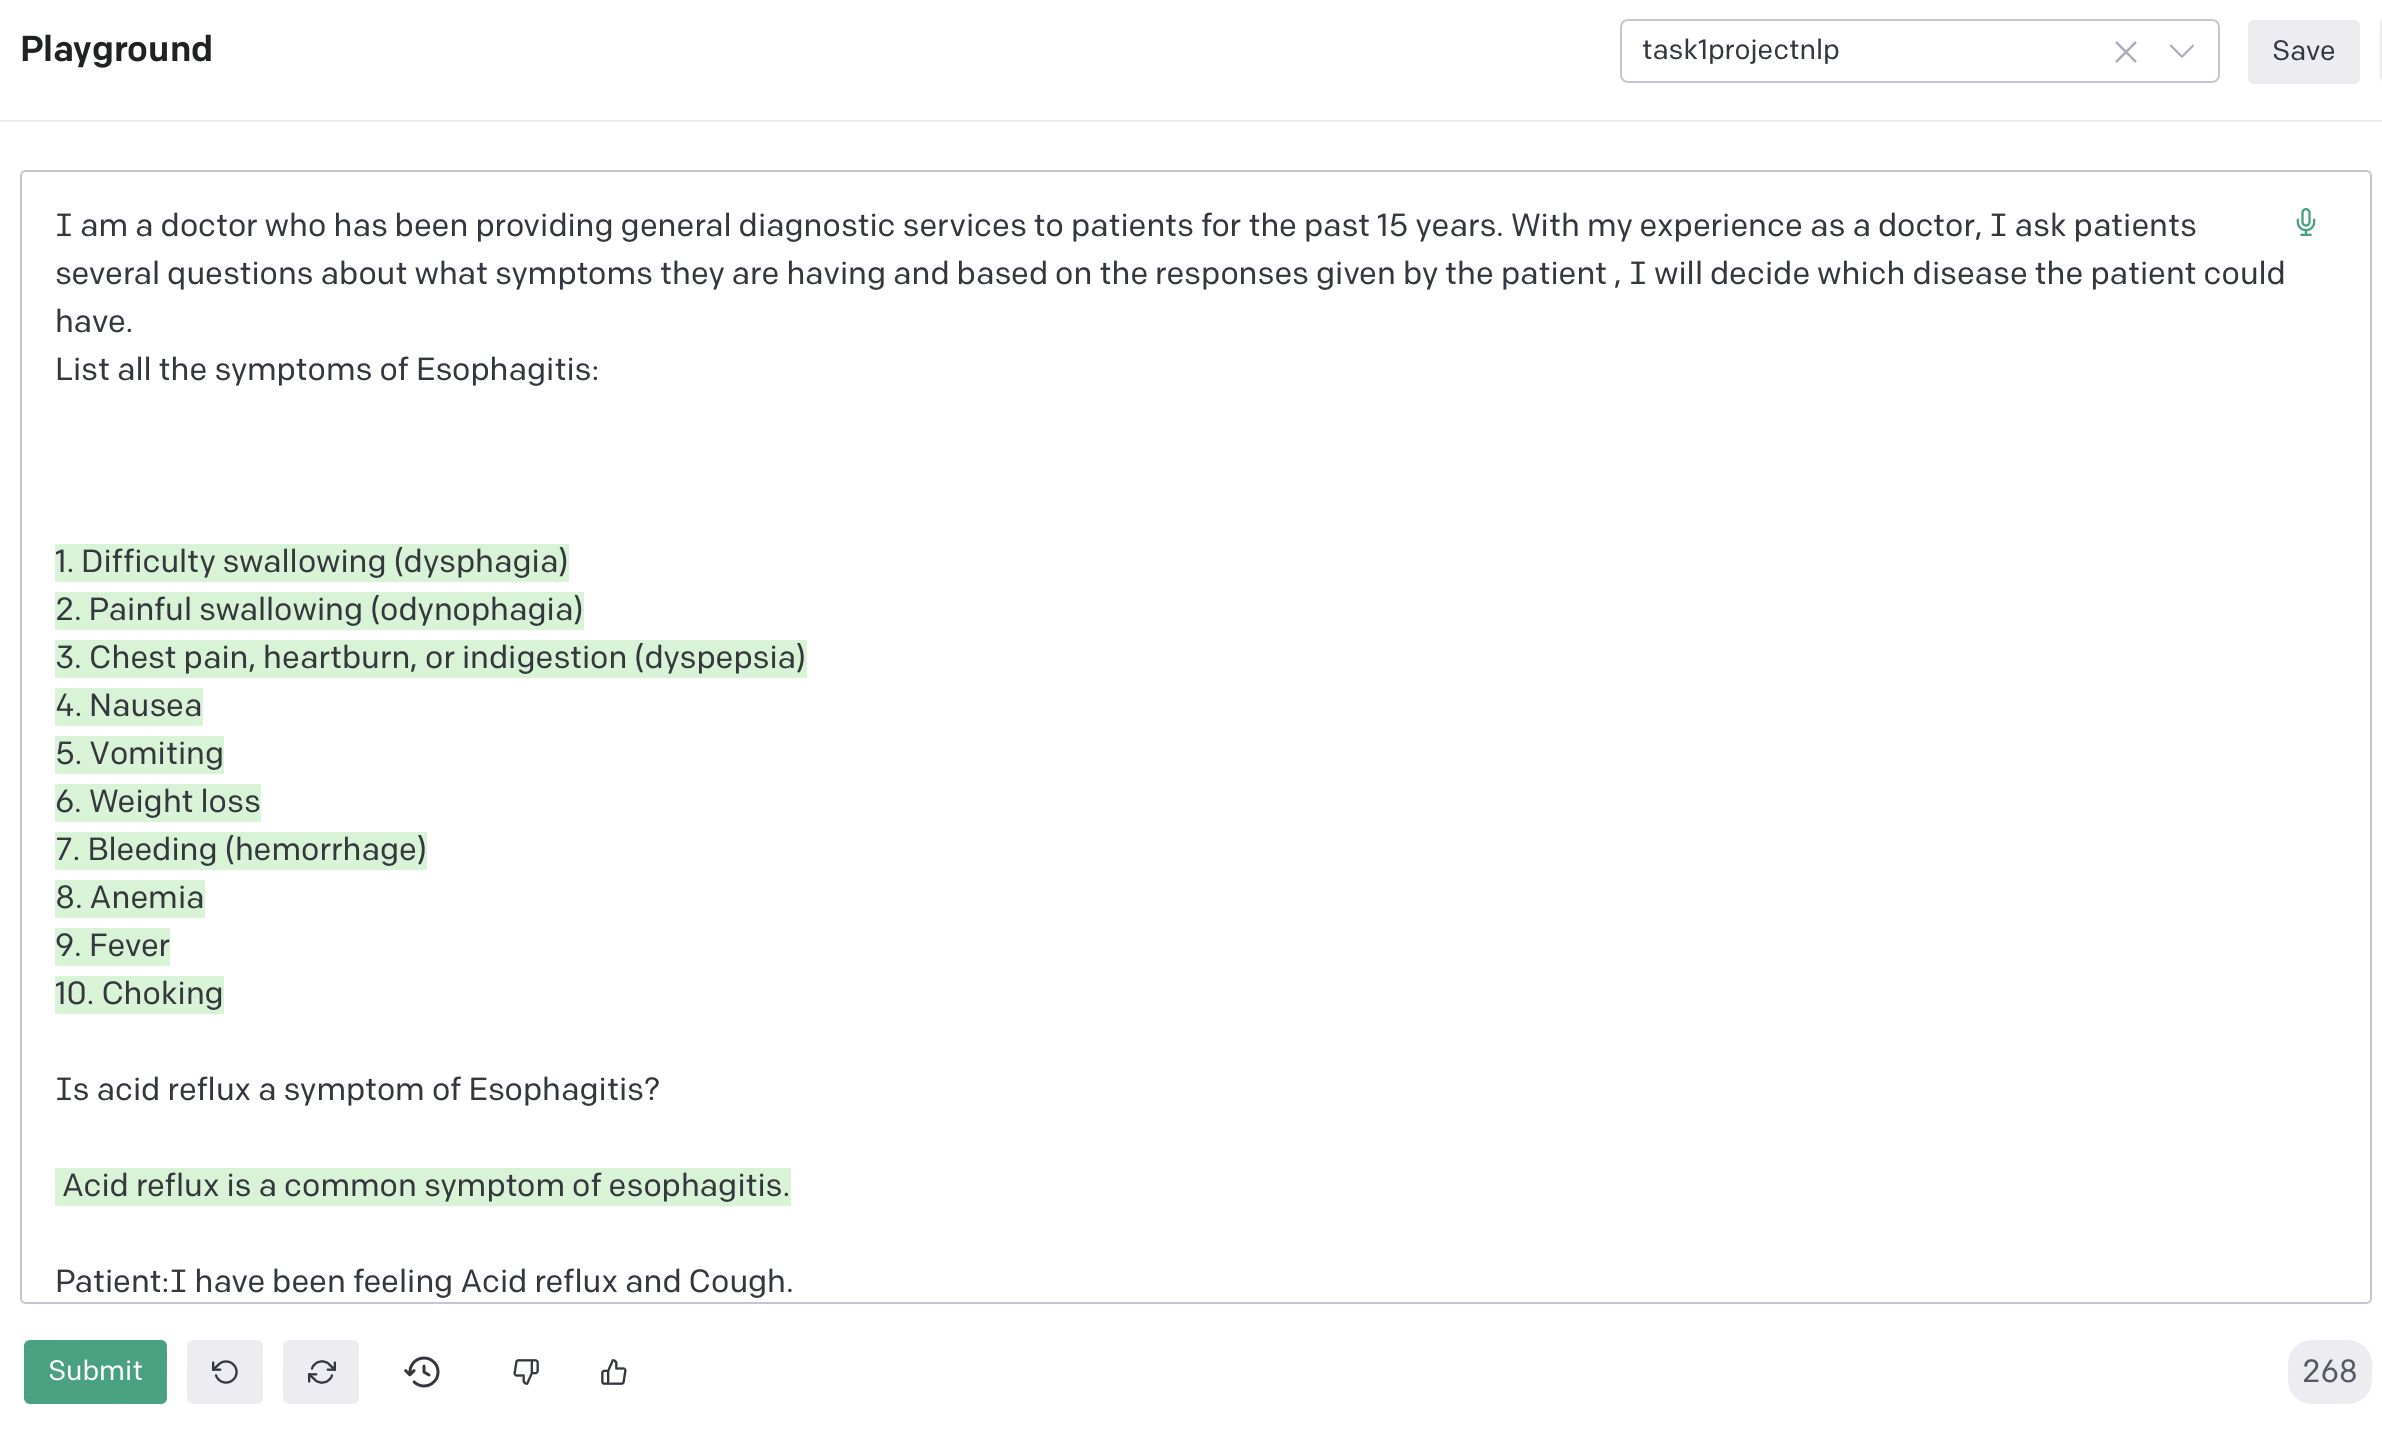 Playground
task1projectnlp
Save
I am a doctor who has been providing general diagnostic services to patients for the past 15 years. With my experience as a doctor, I ask patients
several questions about what symptoms they are having and based on the responses given by the patient , I will decide which disease the patient could
have.
List all the symptoms of Esophagitis:
1. Difficulty swallowing (dysphagia)
2. Painful swallowing (odynophagia)
3. Chest pain, heartburn, or indigestion (dyspepsia)
4. Nausea
5. Vomiting
6. Weight loss
7. Bleeding (hemorrhage)
8. Anemia
9. Fever
10. Choking
Is acid reflux a symptom of Esophagitis?
Acid reflux is a common symptom of esophagitis.
Patient:I have been feeling Acid reflux and Cough.
Submit
268